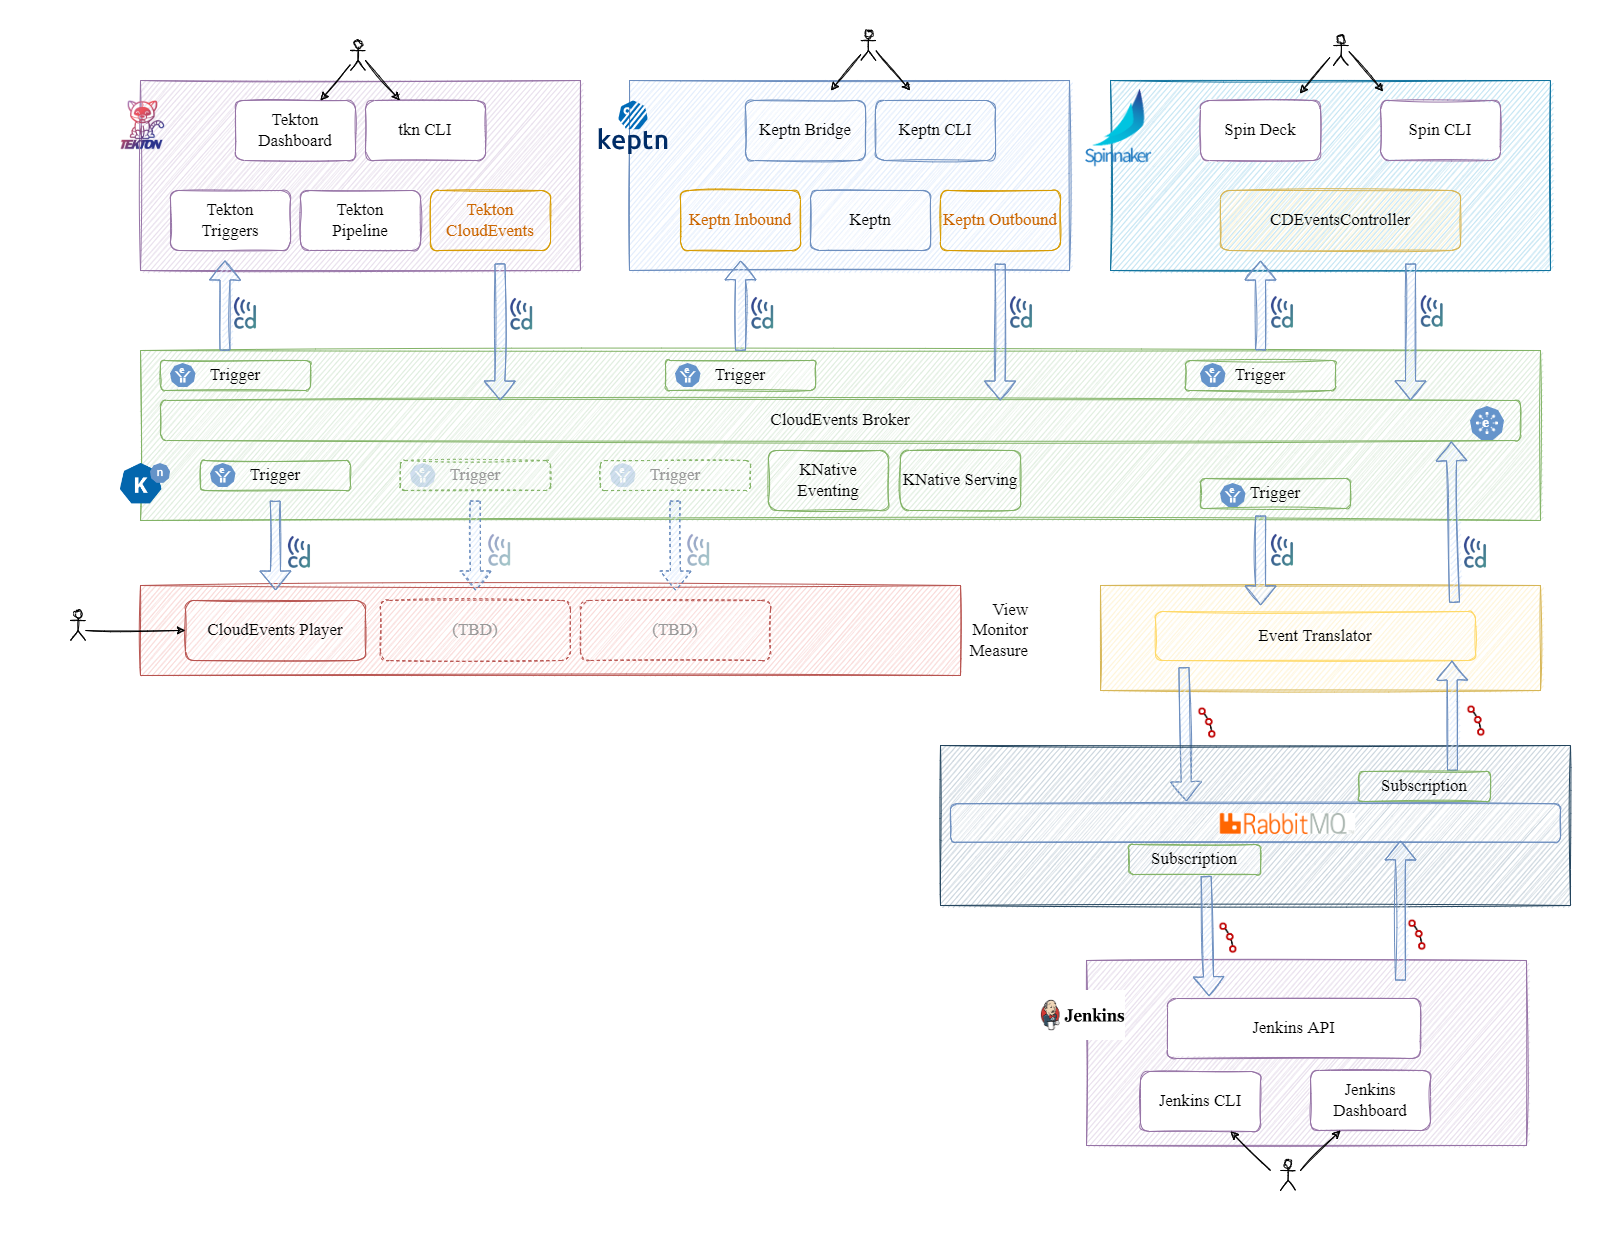 Tekton
Dashboard
tkn CLI
TEKTON
Tekton
Triggers
Tekton
Pipeline
Tekton
CloudEvents
keptn
Keptn Bridge
Keptn CLI
Keptn Inbound
Keptn
Keptn Outbound
Spinnaker
Spin Deck
Spin CLI
CDEventsController
cd
cd
cd
cd
cd
cd
e
Trigger
e
Trigger
e
Trigger
CloudEvents Broker
e
K
n
e
Trigger
e
Trigger
e
Trigger
KNative
Eventing
KNative Serving
e
Trigger
cd
cd
cd
cd
cd
CloudEvents Player
(TBD)
(TBD)
View
Monitor
Measure
Event Translator
Subscription
RabbitMQ
Subscription
Jenkins
Jenkins API
Jenkins CLI
Jenkins
Dashboard